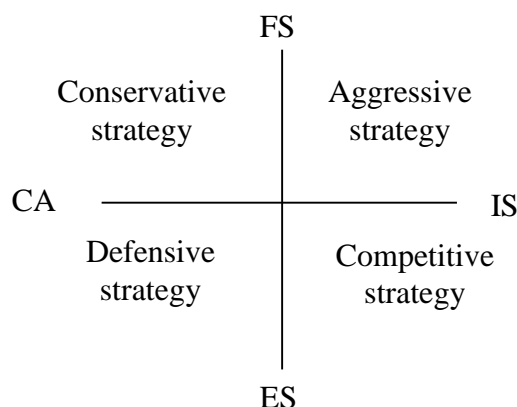 FS
Conservative
strategy
Aggressive
strategy
CA
IS
Defensive
strategy
Competitive
strategy
ES